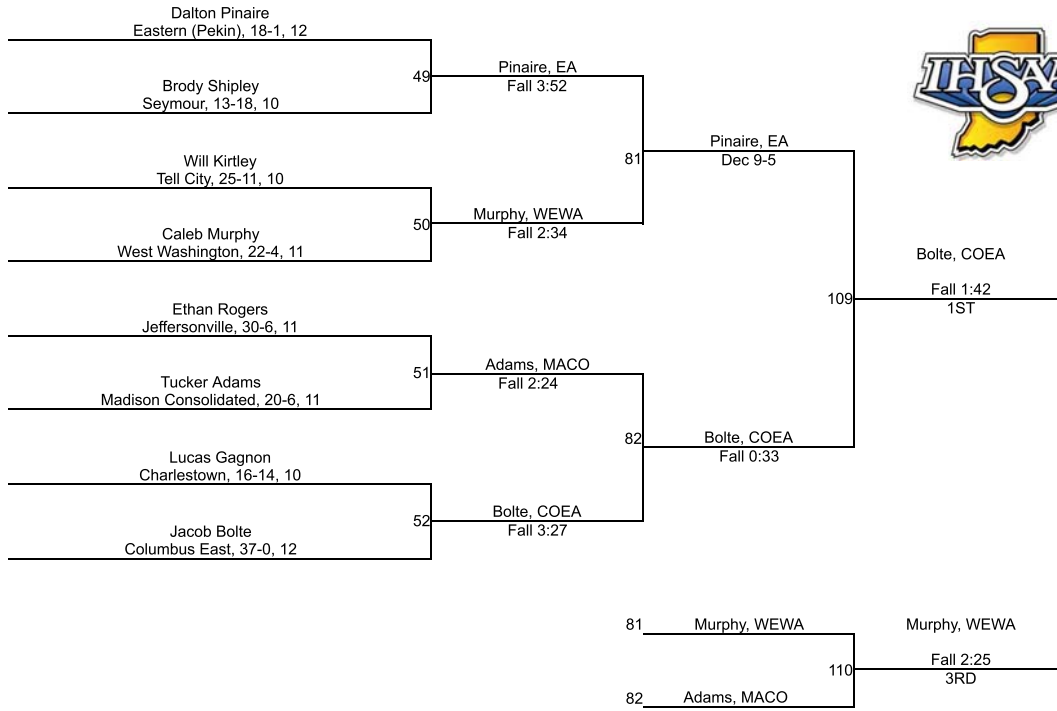 Dalton Pinaire
Eastern (Pekin), 18-1, 12
49
Brody Shipley
Seymour, 13-18, 10
Pinaire, EA
Fall 3:52
81
Will Kirtley
Tell City, 25-11, 10
50
Caleb Murphy
West Washington, 22-4, 11
Murphy, WEWA
Fall 2:34
Pinaire, EA
Dec 9-5
109
Ethan Rogers
Jeffersonville, 30-6, 11
51
Tucker Adams
Madison Consolidated, 20-6, 11
Adams, MACO
Fall 2:24
82
Lucas Gagnon
Charlestown, 16-14, 10
52
Jacob Bolte
Columbus East, 37-0, 12
Bolte, COEA
Fall 3:27
Bolte, COEA
Fall 0:33
IHSAA
Bolte, COEA
Fall 1:42
1ST
81
Murphy, WEWA
110
82
Adams, MACO
Murphy, WEWA
Fall 2:25
3RD